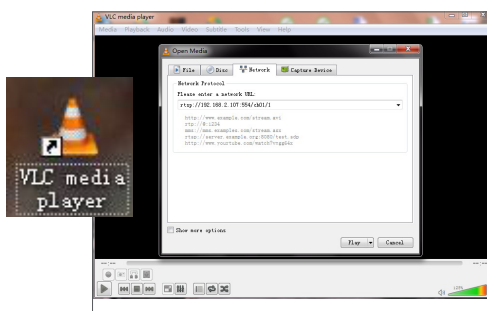 VLC media player
Media Playback Audio Video Subtitle Tools View Help
Open Media
File Disc Network Capture Device
Network Protocol
Please enter a network URL:
rtsp://192.168.2.107:554/ch01/1
http://www.example.com/stream.avi
rtp://@:1234
mms://mms.examples.com/stream.asx
rtsp://server.example.org:8080/test.sdp
http://www.yourtube.com/watch?v=gg64x
Show more options
Play Cancel
VLC media
player